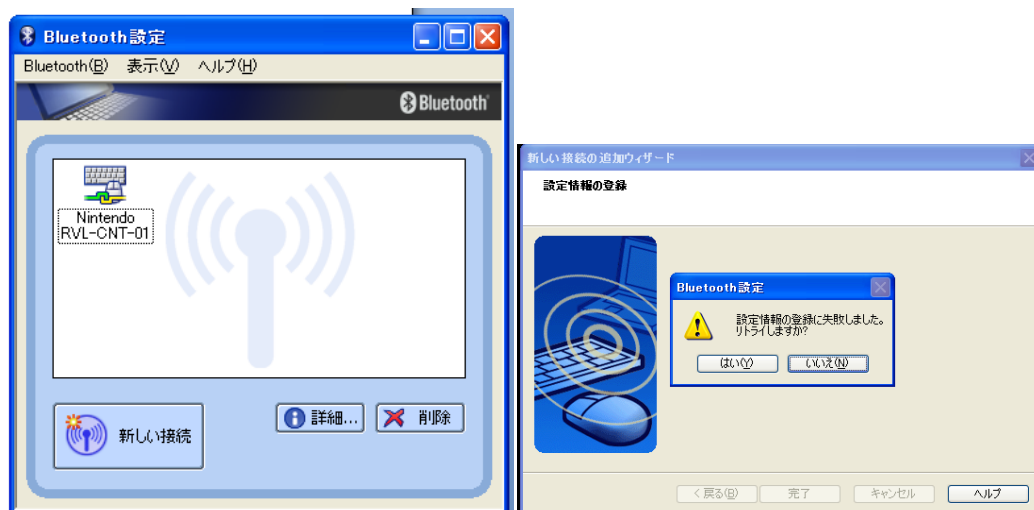 Bluetooth設定
Bluetooth(B) 表示(V) ヘルプ(H)
Bluetooth
Nintendo
RVL-CNT-01
新しい接続
詳細...
削除
新しい接続の追加ウィザード
設定情報の登録
Bluetooth設定
設定情報の登録に失敗しました。
リトライしますか?
はい(Y) いいえ(N)
< 戻る(B) 完了 キャンセル ヘルプ